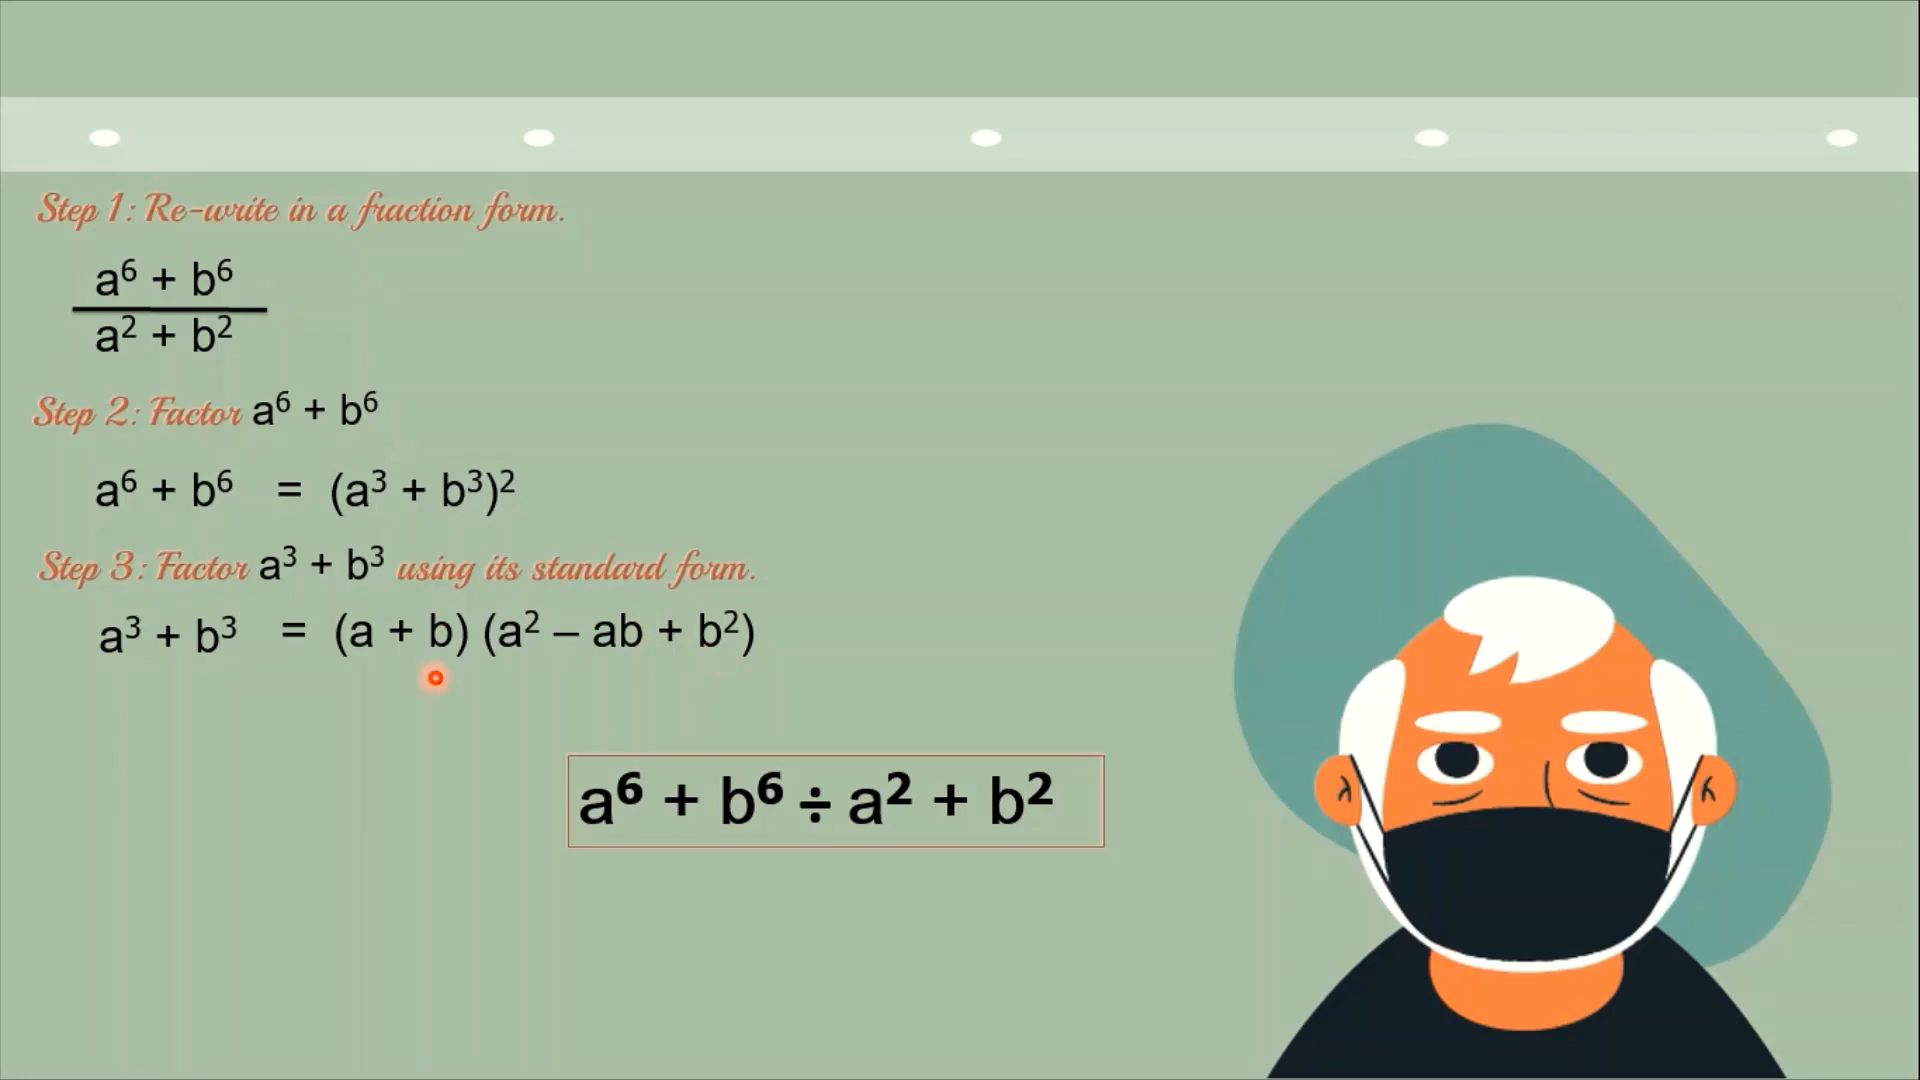 Step 1: Re-write in a fraction form.
a⁶ + b⁶
a² + b²
Step 2: Factor a⁶ + b⁶
a⁶ + b⁶ = (a³ + b³)²
Step 3: Factor a³ + b³ using its standard form.
a³ + b³ = (a + b) (a² – ab + b²)
a⁶ + b⁶ ÷ a² + b²